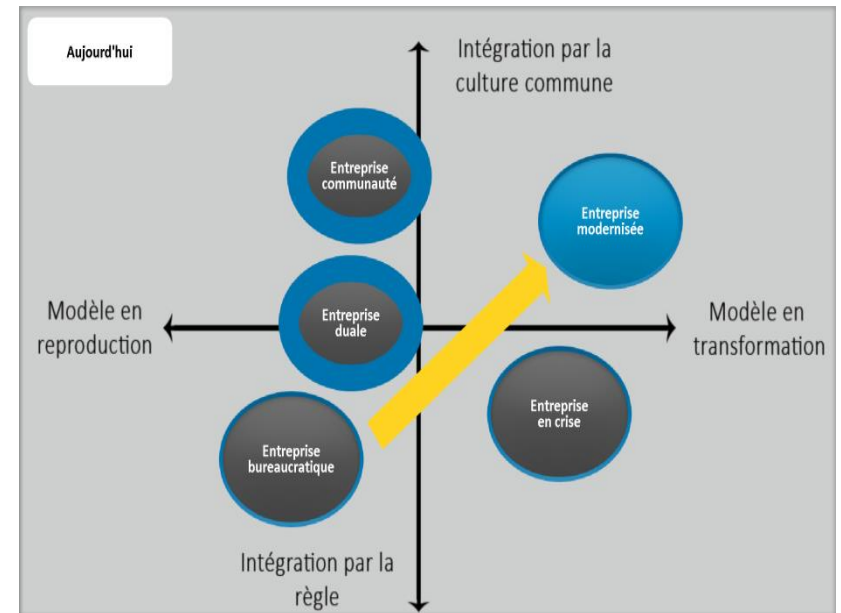 Aujourd'hui
Intégration par la
culture commune
Entreprise
communauté
Entreprise
modernisée
Modèle en
reproduction
Entreprise
duale
Modèle en
transformation
Entreprise
en crise
Entreprise
bureaucratique
Intégration par la
règle